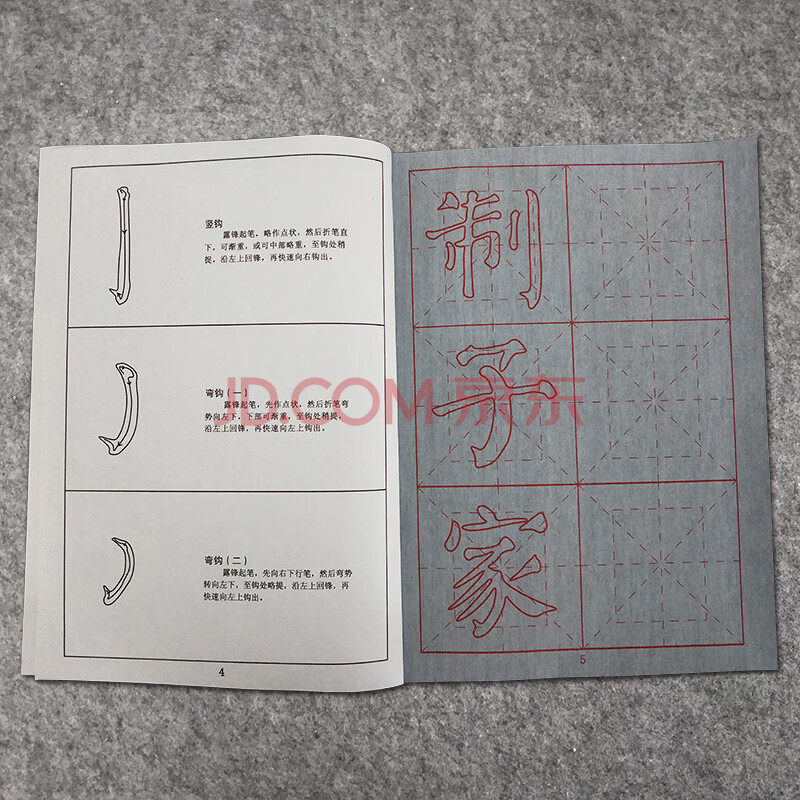 竖钩
露锋起笔，略作点状，然后折笔直
下，可渐重，或可中部略重，至钩处稍
捉，沿左上回锋，再快速向右钩出。
弯钩（一）
露锋起笔，先作点状，然后折笔弯
势向左下，下部可渐重，至钩处稍提，
沿左上回锋，再快速向左上钩出。
弯钩（二）
露锋起笔，先向右下行笔，然后弯势
转向左下，至钩处略提，沿左上回锋，再
快速向左上钩出。
4
制
子
家
5
JD.COM 京东